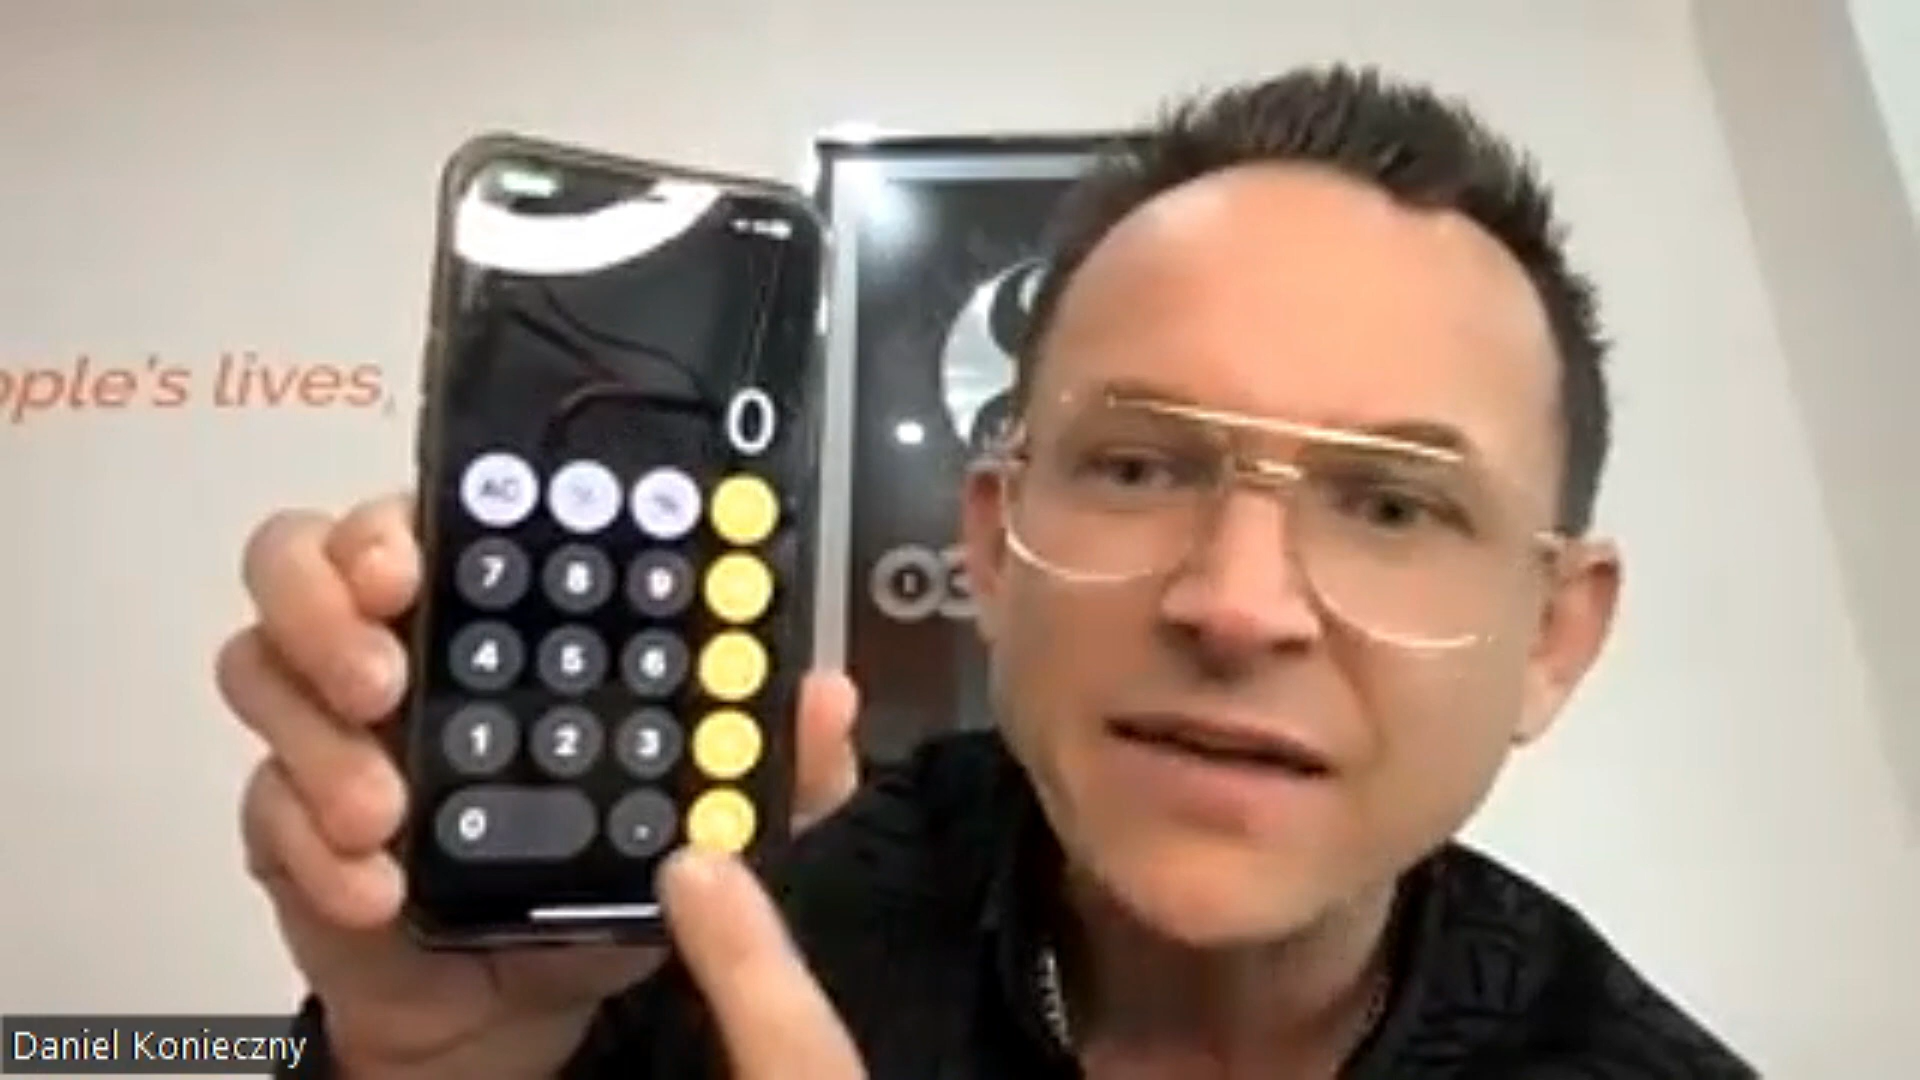 ople's lives,
0
AC %
7 8 9
4 5 6
1 2 3
0 .
Daniel Konieczny